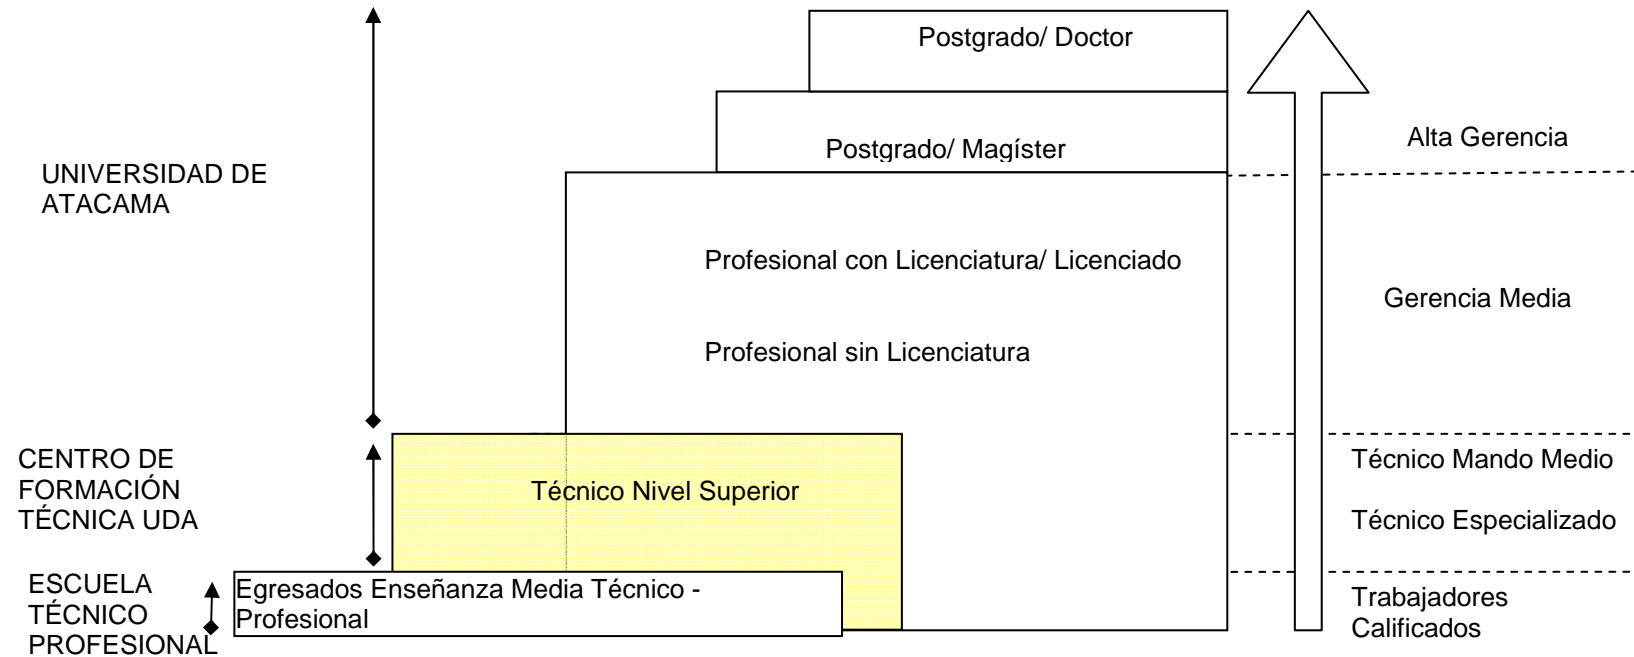 Postgrado/ Doctor
Postgrado/ Magíster
Alta Gerencia
UNIVERSIDAD DE
ATACAMA
Profesional con Licenciatura/ Licenciado
Gerencia Media
Profesional sin Licenciatura
CENTRO DE
FORMACIÓN
TÉCNICA UDA
Técnico Nivel Superior
Técnico Mando Medio
Técnico Especializado
ESCUELA
TÉCNICO
PROFESIONAL
Egresados Enseñanza Media Técnico -
Profesional
Trabajadores
Calificados